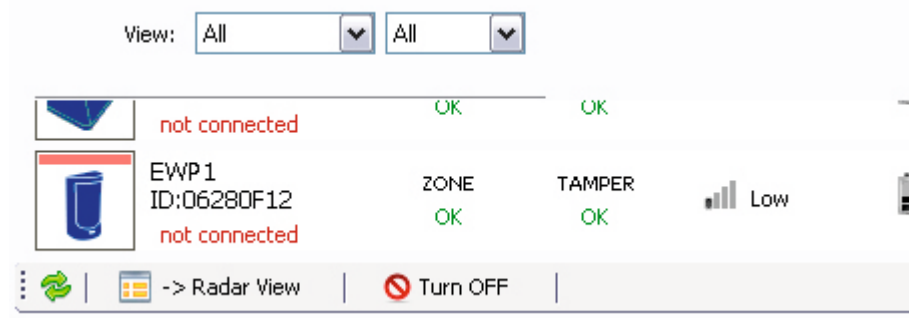 View: All All
OK OK
not connected
EWP1
ID:06280F12 ZONE TAMPER Low
OK OK
not connected
-> Radar View Turn OFF